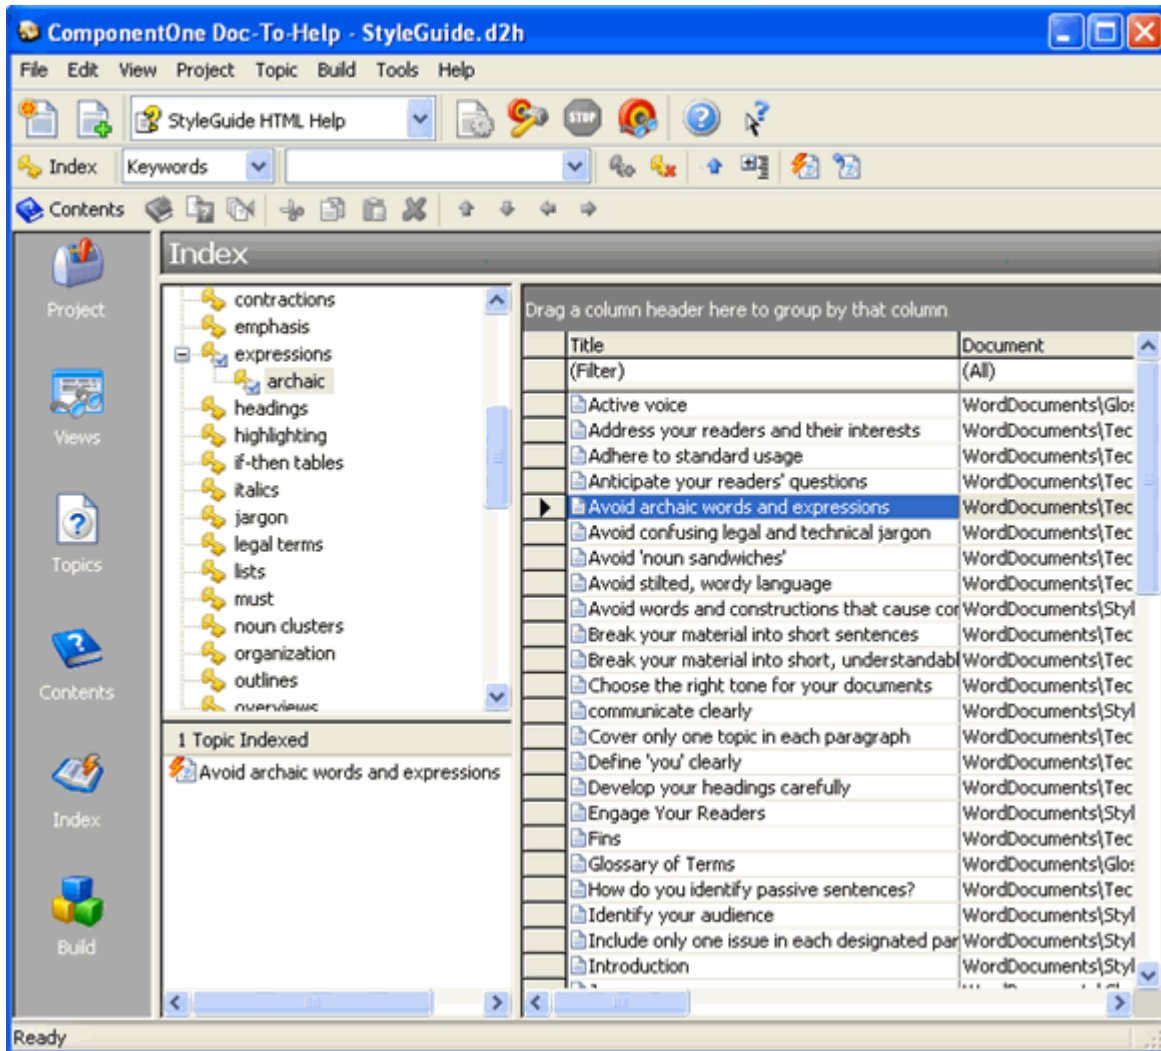 ComponentOne Doc-To-Help - StyleGuide.d2h
File Edit View Project Topic Build Tools Help
StyleGuide HTML Help
STOP
Index Keywords
Contents
Index
Project
Views
Topics
Contents
Index
Build
contractions
emphasis
expressions
archaic
headings
highlighting
if-then tables
italics
jargon
legal terms
lists
must
noun clusters
organization
outlines
overviews
1 Topic Indexed
Avoid archaic words and expressions
Drag a column header here to group by that column
Title Document
(Filter) (All)
Active voice WordDocuments\Glos
Address your readers and their interests WordDocuments\Tec
Adhere to standard usage WordDocuments\Tec
Anticipate your readers' questions WordDocuments\Tec
Avoid archaic words and expressions WordDocuments\Tec
Avoid confusing legal and technical jargon WordDocuments\Tec
Avoid 'noun sandwiches' WordDocuments\Tec
Avoid stilted, wordy language WordDocuments\Tec
Avoid words and constructions that cause cor WordDocuments\Styl
Break your material into short sentences WordDocuments\Tec
Break your material into short, understandabl WordDocuments\Tec
Choose the right tone for your documents WordDocuments\Tec
communicate clearly WordDocuments\Styl
Cover only one topic in each paragraph WordDocuments\Tec
Define 'you' clearly WordDocuments\Tec
Develop your headings carefully WordDocuments\Tec
Engage Your Readers WordDocuments\Styl
Fins WordDocuments\Tec
Glossary of Terms WordDocuments\Glos
How do you identify passive sentences? WordDocuments\Tec
Identify your audience WordDocuments\Styl
Include only one issue in each designated par WordDocuments\Styl
Introduction WordDocuments\Styl
Ready